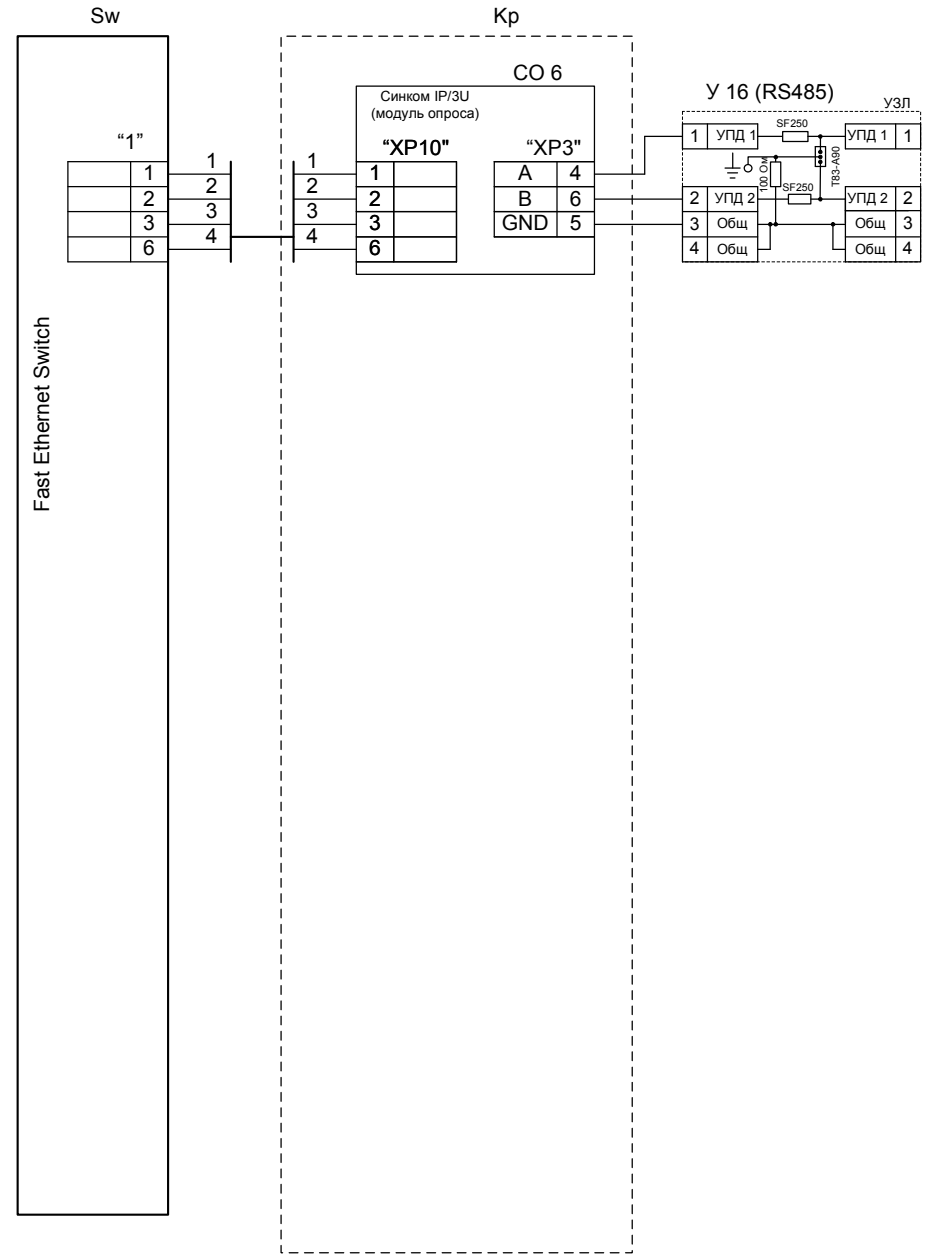 Sw
Kp
CO 6
Синком IP/3U
(модуль опроса)
У 16 (RS485)
УЗЛ
“1”
“XP10"
“XP3"
1
2
3
6
1
2
3
4
1
2
3
4
1
2
3
6
A 4
B 6
GND 5
1 УПД 1
SF250
УПД 1 1
100 Ом
T83-A90
2 УПД 2
SF250
УПД 2 2
3 Общ
Общ 3
4 Общ
Общ 4
Fast Ethernet Switch